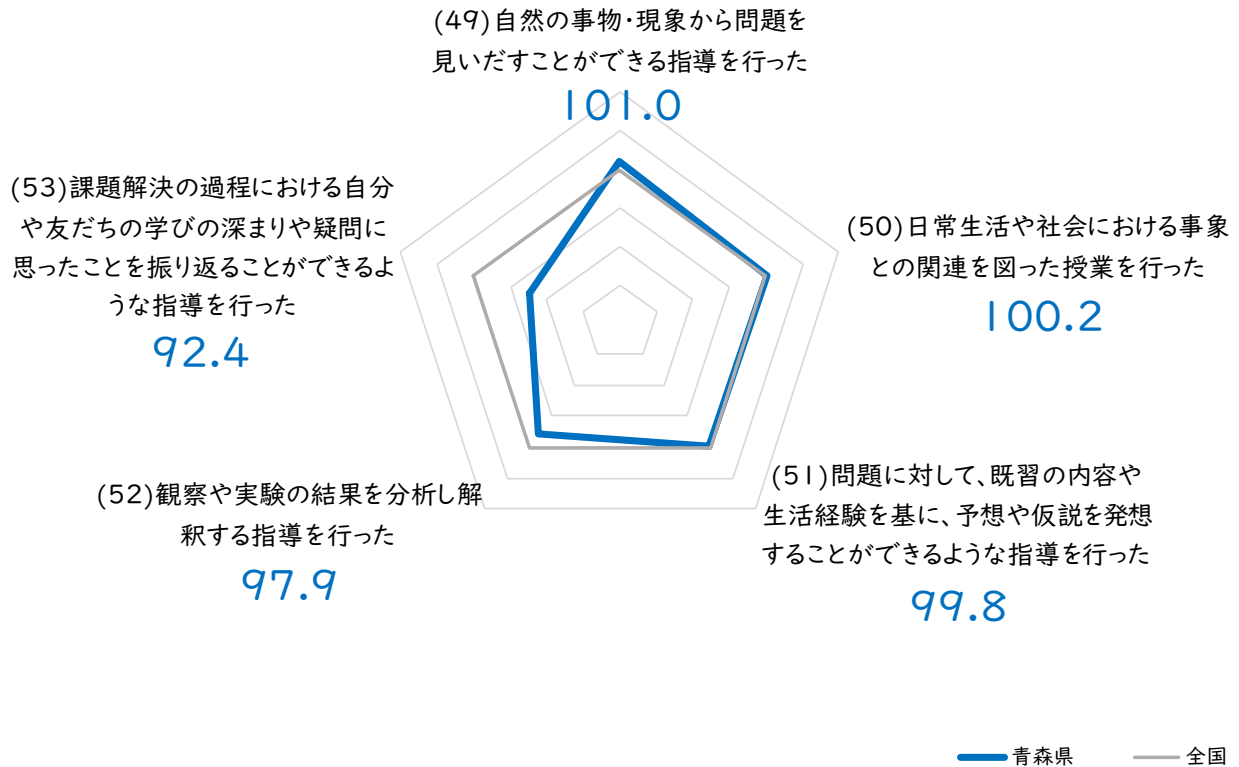 (49)自然の事物・現象から問題を
見いだすことができる指導を行った
101.0
(50)日常生活や社会における事象
との関連を図った授業を行った
100.2
(51)問題に対して、既習の内容や
生活経験を基に、予想や仮説を発想
することができるような指導を行った
99.8
(52)観察や実験の結果を分析し解
釈する指導を行った
97.9
(53)課題解決の過程における自分
や友だちの学びの深まりや疑問に
思ったことを振り返ることができるよ
うな指導を行った
92.4
青森県
全国